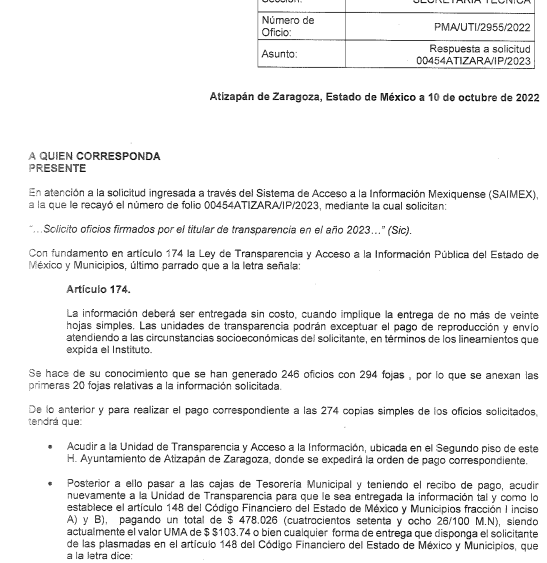 Sección: SECRETARÍA TÉCNICA
Número de Oficio: PMA/UTI/2955/2022
Asunto: Respuesta a solicitud 00454ATIZARA/IP/2023
Atizapán de Zaragoza, Estado de México a 10 de octubre de 2022
A QUIEN CORRESPONDA
PRESENTE
En atención a la solicitud ingresada a través del Sistema de Acceso a la Información Mexiquense (SAIMEX),
a la que le recayó el número de folio 00454ATIZARA/IP/2023, mediante la cual solicitan:
"…Solicito oficios firmados por el titular de transparencia en el año 2023…" (Sic).
Con fundamento en artículo 174 la Ley de Transparencia y Acceso a la Información Pública del Estado de
México y Municipios, último parrado que a la letra señala:
Artículo 174.
La información deberá ser entregada sin costo, cuando implique la entrega de no más de veinte
hojas simples. Las unidades de transparencia podrán exceptuar el pago de reproducción y envío
atendiendo a las circunstancias socioeconómicas del solicitante, en términos de los lineamientos que
expida el Instituto.
Se hace de su conocimiento que se han generado 246 oficios con 294 fojas , por lo que se anexan las
primeras 20 fojas relativas a la información solicitada.
De lo anterior y para realizar el pago correspondiente a las 274 copias simples de los oficios solicitados,
tendrá que:
• Acudir a la Unidad de Transparencia y Acceso a la Información, ubicada en el Segundo piso de este
H. Ayuntamiento de Atizapán de Zaragoza, donde se expedirá la orden de pago correspondiente.
• Posterior a ello pasar a las cajas de Tesorería Municipal y teniendo el recibo de pago, acudir
nuevamente a la Unidad de Transparencia para que le sea entregada la información tal y como lo
establece el artículo 148 del Código Financiero del Estado de México y Municipios fracción I inciso
A) y B), pagando un total de $ 478.026 (cuatrocientos setenta y ocho 26/100 M.N), siendo
actualmente el valor UMA de $ $103.74 o bien cualquier forma de entrega que disponga el solicitante
de las plasmadas en el artículo 148 del Código Financiero del Estado de México y Municipios, que
a la letra dice: